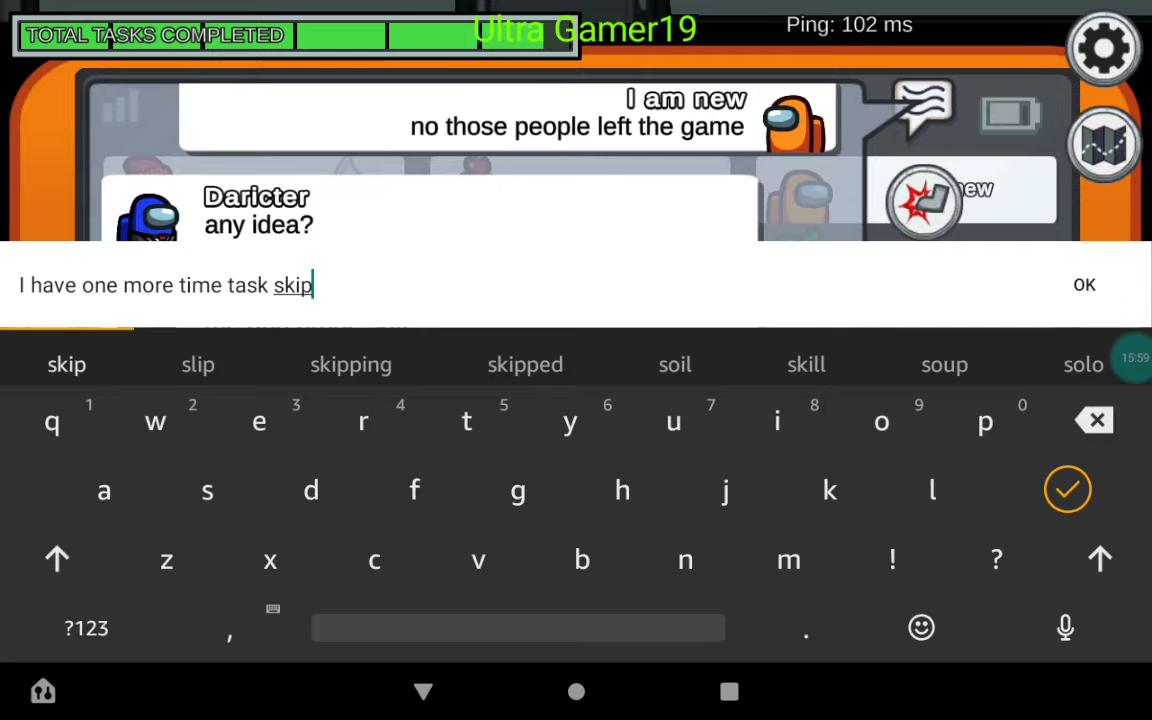 TOTAL TASKS COMPLETED
Ultra Gamer19
Ping: 102 ms
I am new
no those people left the game
Daricter
any idea?
I have one more time task skip
OK
skip slip skipping skipped soil skill soup solo
15:59
1 2 3 4 5 6 7 8 9 0
q w e r t y u i o p
a s d f g h j k l
z x c v b n m ! ?
?123 , .